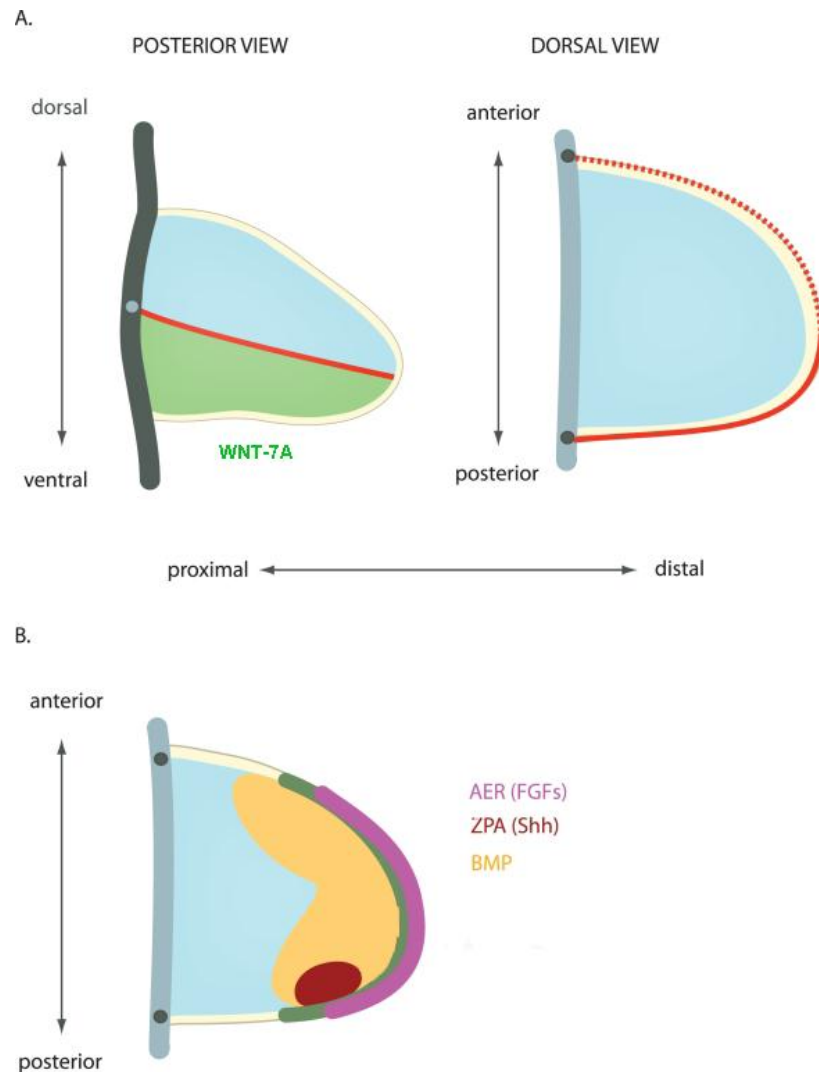 A.
POSTERIOR VIEW
DORSAL VIEW
dorsal
anterior
WNT-7A
ventral
posterior
proximal
distal
B.
anterior
AER (FGFs)
ZPA (Shh)
BMP
posterior